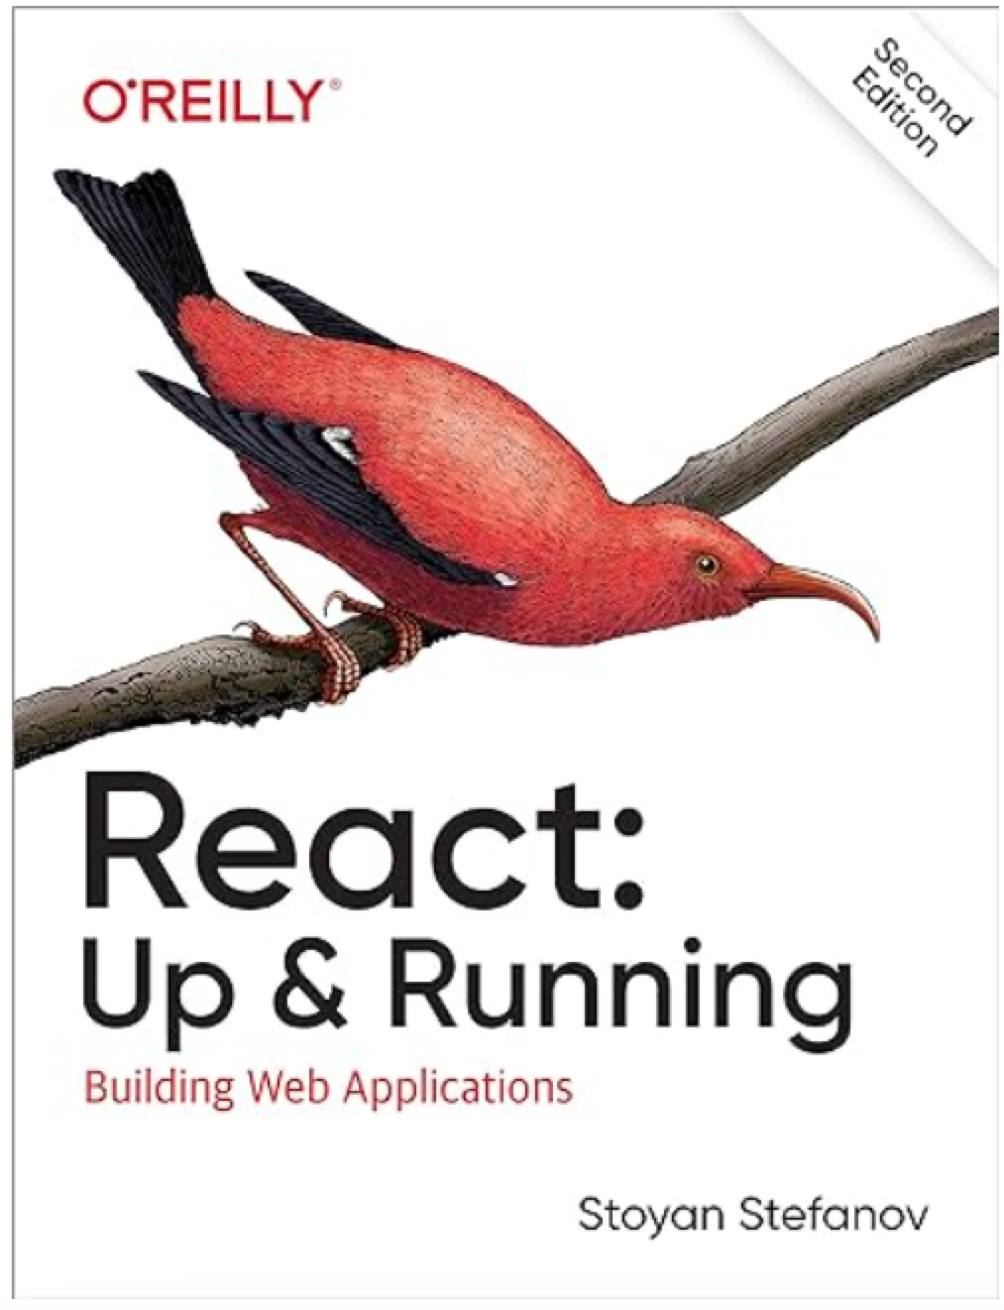 O'REILLY®
Second
Edition
React:
Up & Running
Building Web Applications
Stoyan Stefanov